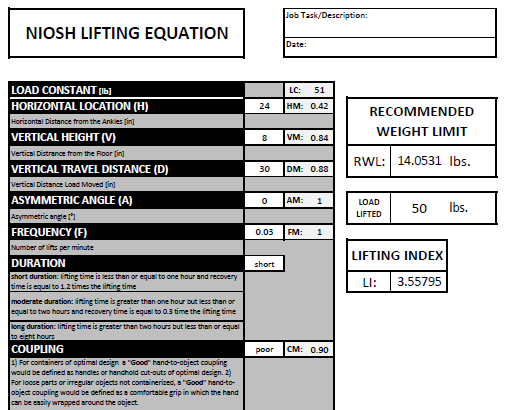 NIOSH LIFTING EQUATION
Job Task/Description:
Date:
LOAD CONSTANT [lb] LC: 51
HORIZONTAL LOCATION (H) 24 HM: 0.42
Horizontal Distance from the Ankles [in]
VERTICAL HEIGHT (V) 8 VM: 0.84
Vertical Distrance from the Floor [in]
VERTICAL TRAVEL DISTANCE (D) 30 DM: 0.88
Vertical Distance Load Moved [in]
ASYMMETRIC ANGLE (A) 0 AM: 1
Asymmetric angle [°]
FREQUENCY (F) 0.03 FM: 1
Number of lifts per minute
DURATION short
short duration: lifting time is less than or equal to one hour and recovery
time is equal to 1.2 times the lifting time
moderate duration: lifting time is greater than one hour but less than or
equal to two hours and recovery time is equal to 0.3 time the lifting time
long duration: lifting time is greater than two hours but less than or equal
to eight hours
COUPLING poor CM: 0.90
1) For containers of optimal design a "Good" hand-to-object coupling
would be defined as handles or handhold cut-outs of optimal design. 2)
For loose parts or irregular objects not containerized, a "Good" hand-to-
object coupling would be defined as a comfortable grip in which the hand
can be easily wrapped around the object.
RECOMMENDED
WEIGHT LIMIT
RWL: 14.0531 lbs.
LOAD
LIFTED 50 lbs.
LIFTING INDEX
LI: 3.55795